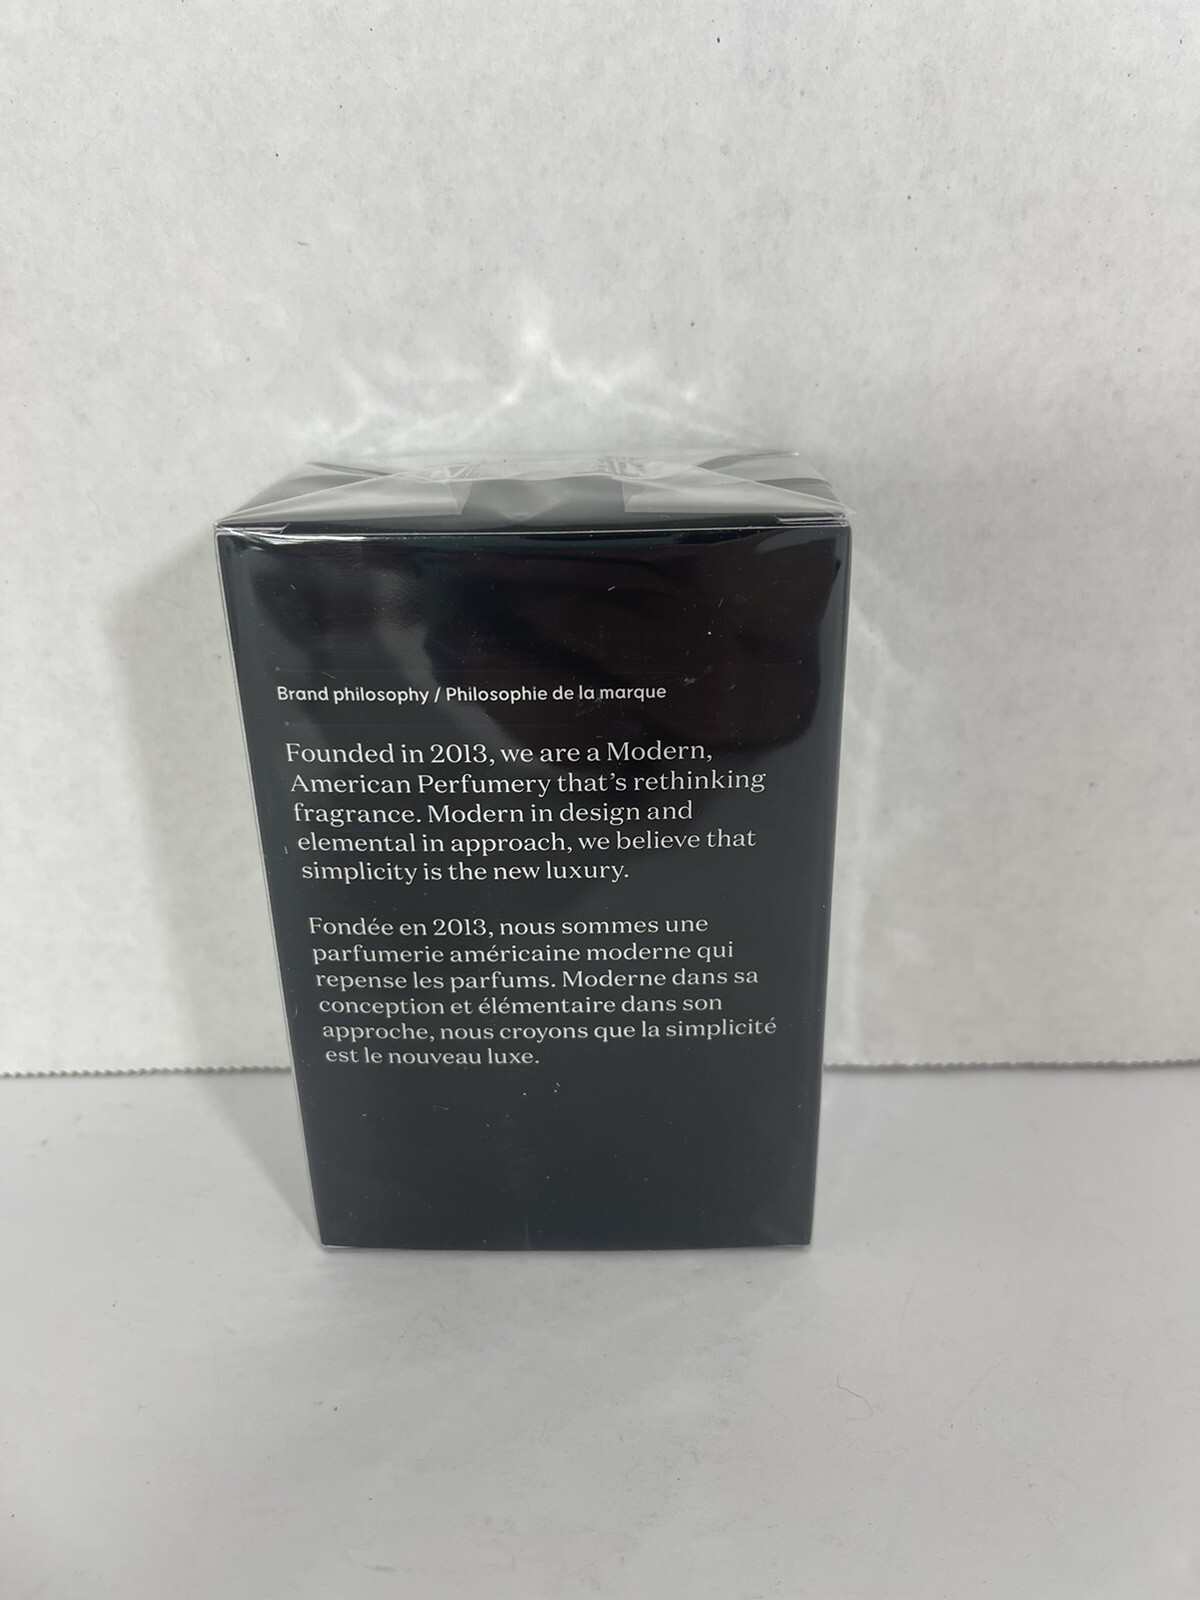 Brand philosophy / Philosophie de la marque
Founded in 2013, we are a Modern,
American Perfumery that's rethinking
fragrance. Modern in design and
elemental in approach, we believe that
simplicity is the new luxury.
Fondée en 2013, nous sommes une
parfumerie américaine moderne qui
repense les parfums. Moderne dans sa
conception et élémentaire dans son
approche, nous croyons que la simplicité
est le nouveau luxe.